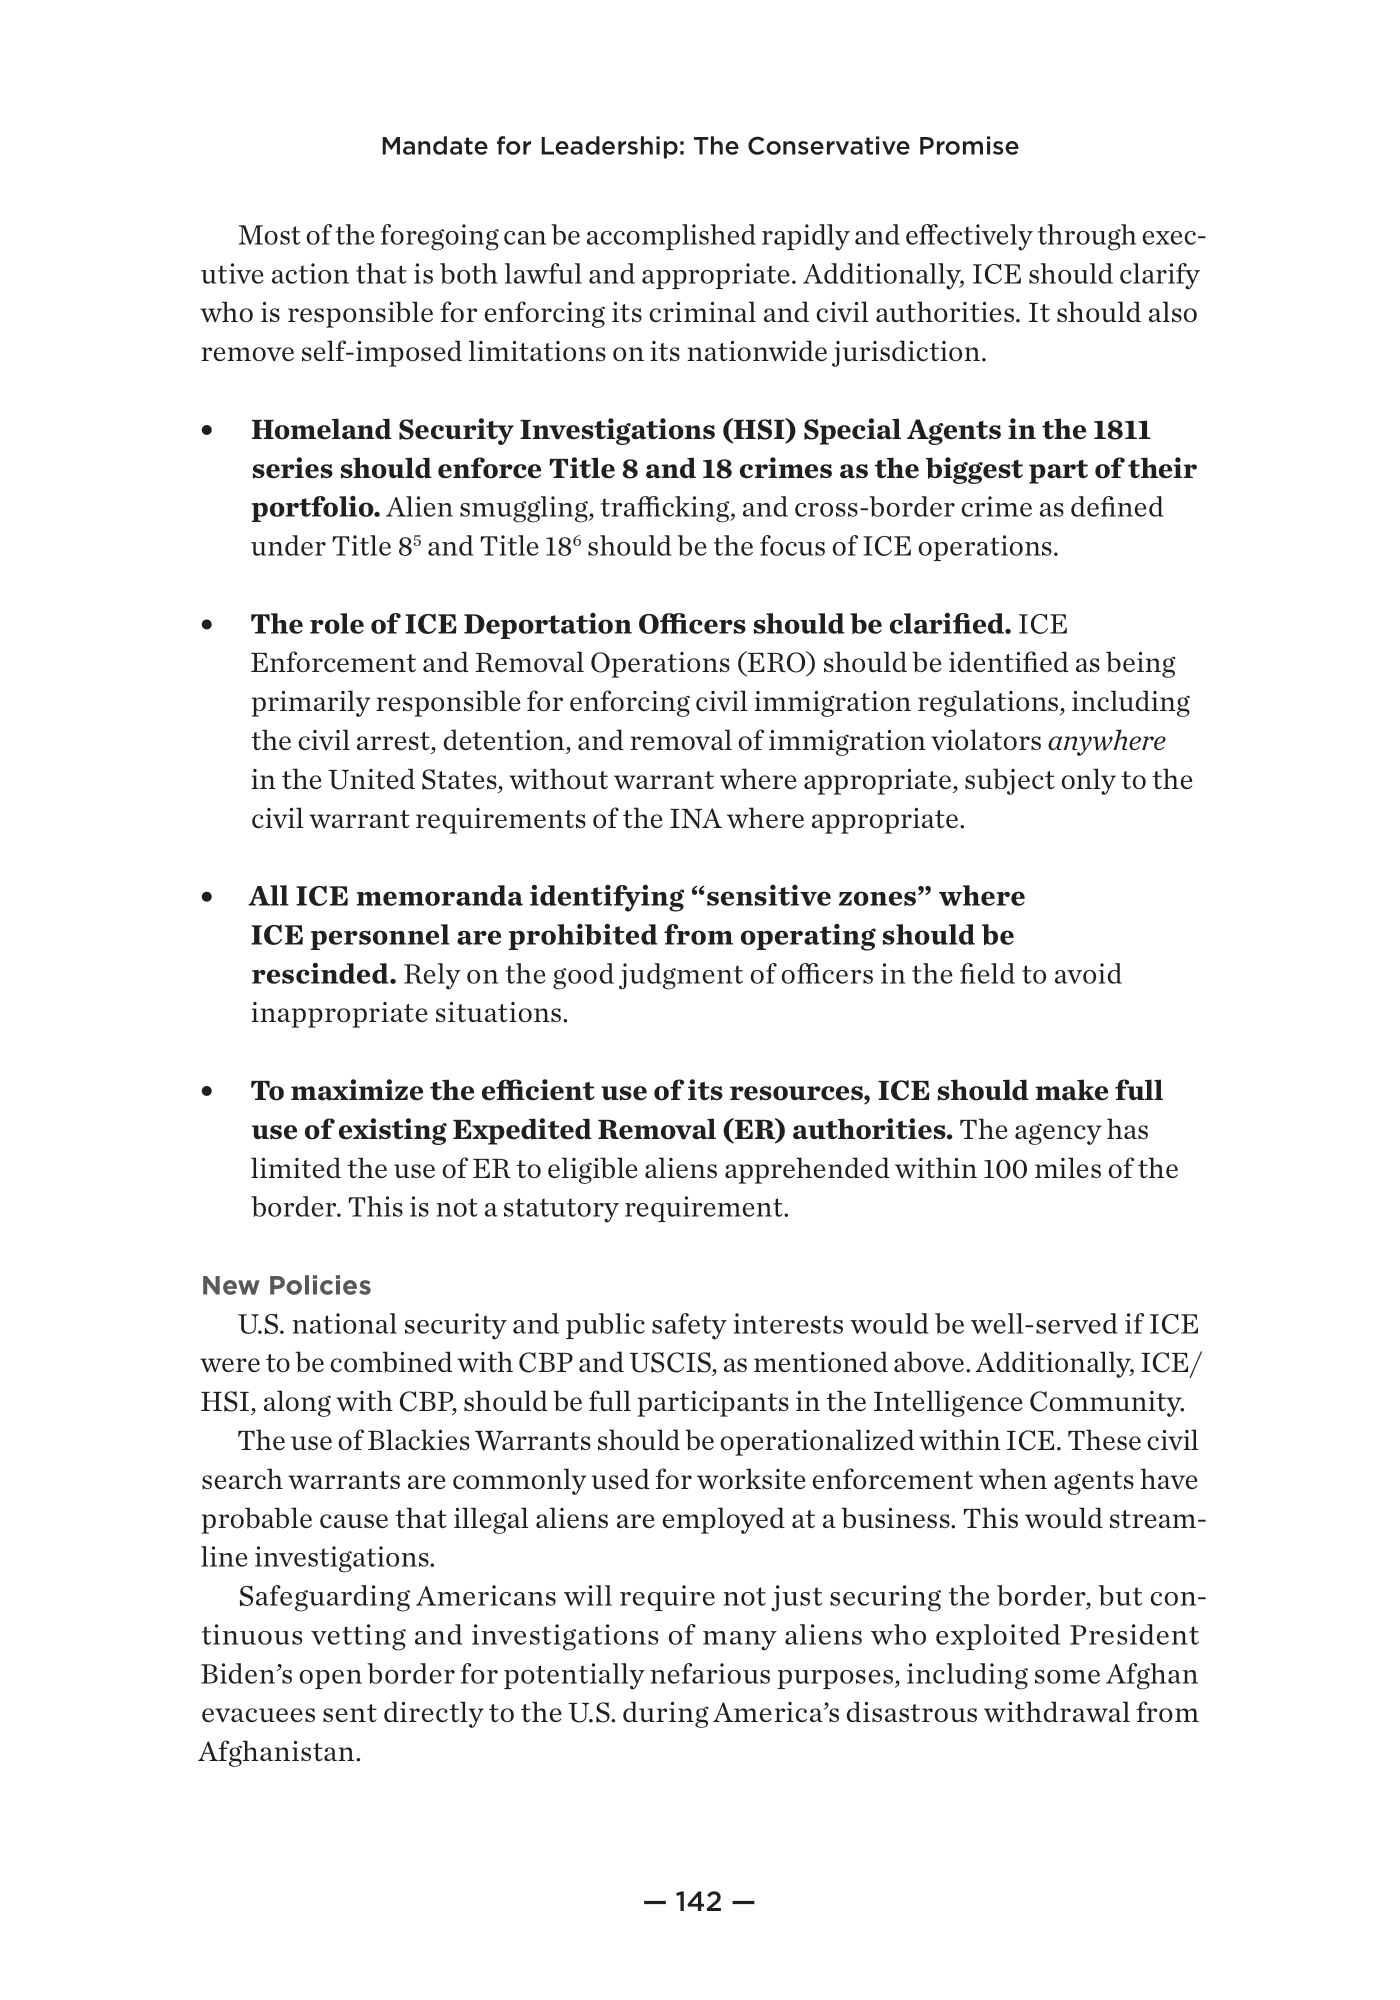 Mandate for Leadership: The Conservative Promise
Most of the foregoing can be accomplished rapidly and effectively through exec-
utive action that is both lawful and appropriate. Additionally, ICE should clarify
who is responsible for enforcing its criminal and civil authorities. It should also
remove self-imposed limitations on its nationwide jurisdiction.
• Homeland Security Investigations (HSI) Special Agents in the 1811
series should enforce Title 8 and 18 crimes as the biggest part of their
portfolio. Alien smuggling, trafficking, and cross-border crime as defined
under Title 8⁵ and Title 18⁶ should be the focus of ICE operations.
• The role of ICE Deportation Officers should be clarified. ICE
Enforcement and Removal Operations (ERO) should be identified as being
primarily responsible for enforcing civil immigration regulations, including
the civil arrest, detention, and removal of immigration violators anywhere
in the United States, without warrant where appropriate, subject only to the
civil warrant requirements of the INA where appropriate.
• All ICE memoranda identifying “sensitive zones” where
ICE personnel are prohibited from operating should be
rescinded. Rely on the good judgment of officers in the field to avoid
inappropriate situations.
• To maximize the efficient use of its resources, ICE should make full
use of existing Expedited Removal (ER) authorities. The agency has
limited the use of ER to eligible aliens apprehended within 100 miles of the
border. This is not a statutory requirement.
New Policies
U.S. national security and public safety interests would be well-served if ICE
were to be combined with CBP and USCIS, as mentioned above. Additionally, ICE/
HSI, along with CBP, should be full participants in the Intelligence Community.
The use of Blackies Warrants should be operationalized within ICE. These civil
search warrants are commonly used for worksite enforcement when agents have
probable cause that illegal aliens are employed at a business. This would stream-
line investigations.
Safeguarding Americans will require not just securing the border, but con-
tinuous vetting and investigations of many aliens who exploited President
Biden’s open border for potentially nefarious purposes, including some Afghan
evacuees sent directly to the U.S. during America’s disastrous withdrawal from
Afghanistan.
— 142 —